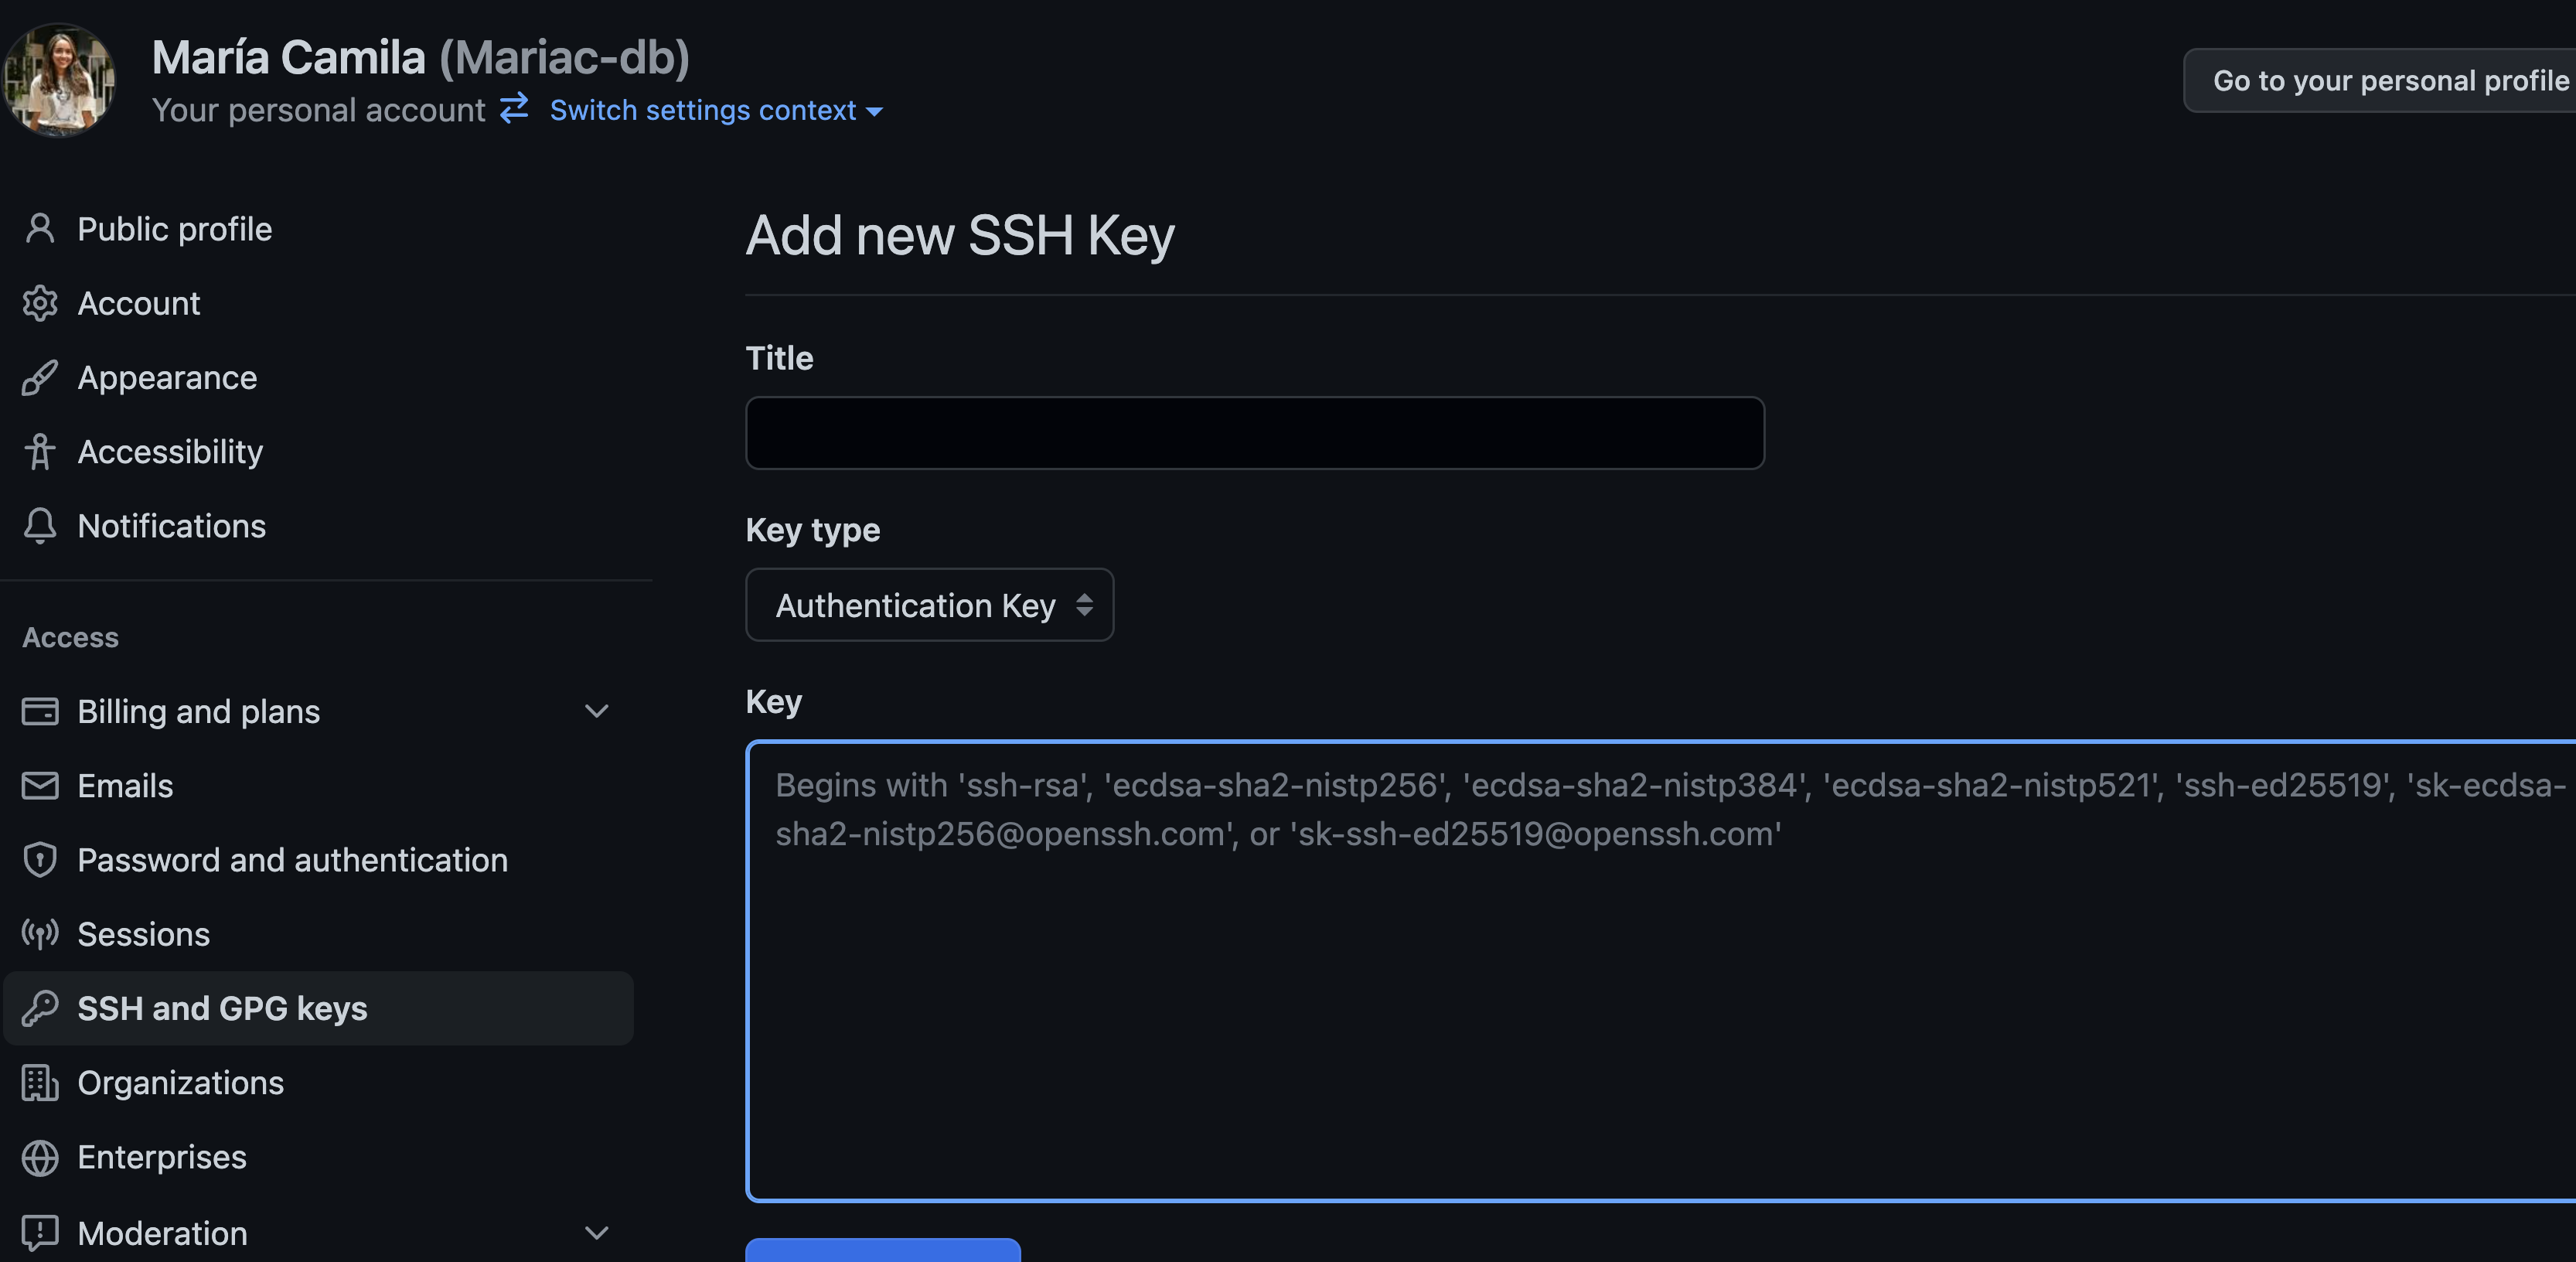 María Camila (Mariac-db)
Your personal account Switch settings context
Go to your personal profile
Public profile
Account
Appearance
Accessibility
Notifications
Access
Billing and plans
Emails
Password and authentication
Sessions
SSH and GPG keys
Organizations
Enterprises
Moderation
Add new SSH Key
Title
Key type
Authentication Key
Key
Begins with 'ssh-rsa', 'ecdsa-sha2-nistp256', 'ecdsa-sha2-nistp384', 'ecdsa-sha2-nistp521', 'ssh-ed25519', 'sk-ecdsa-
sha2-nistp256@openssh.com', or 'sk-ssh-ed25519@openssh.com'